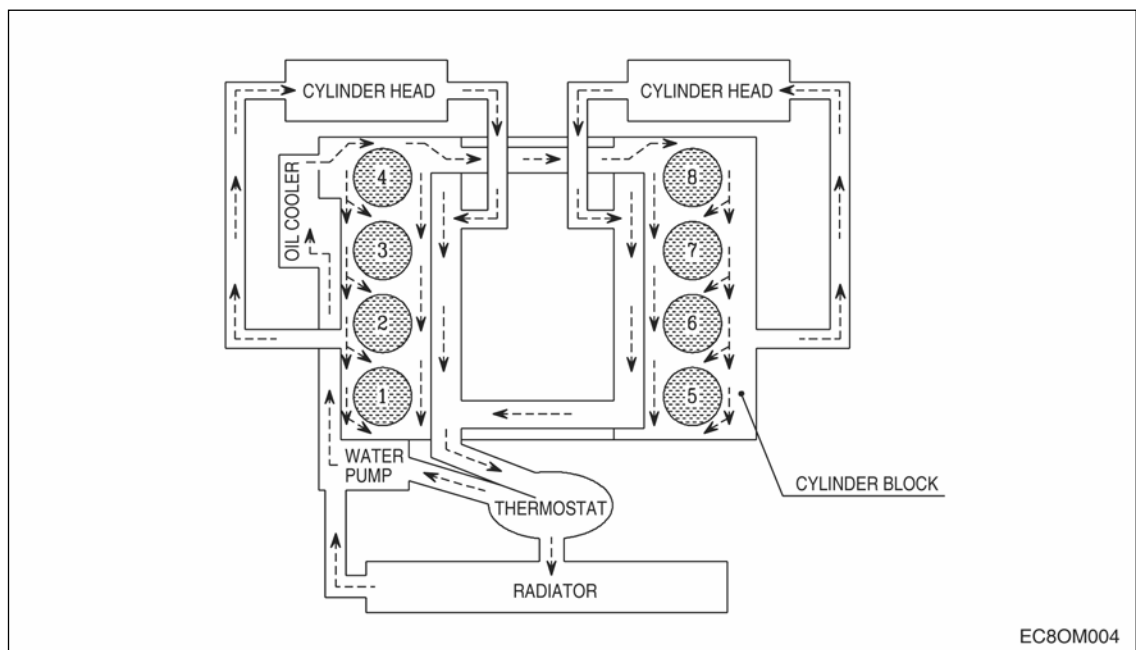 CYLINDER HEAD
CYLINDER HEAD
OIL COOLER
4
8
3
7
2
6
1
5
WATER
PUMP
CYLINDER BLOCK
THERMOSTAT
RADIATOR
EC8OM004